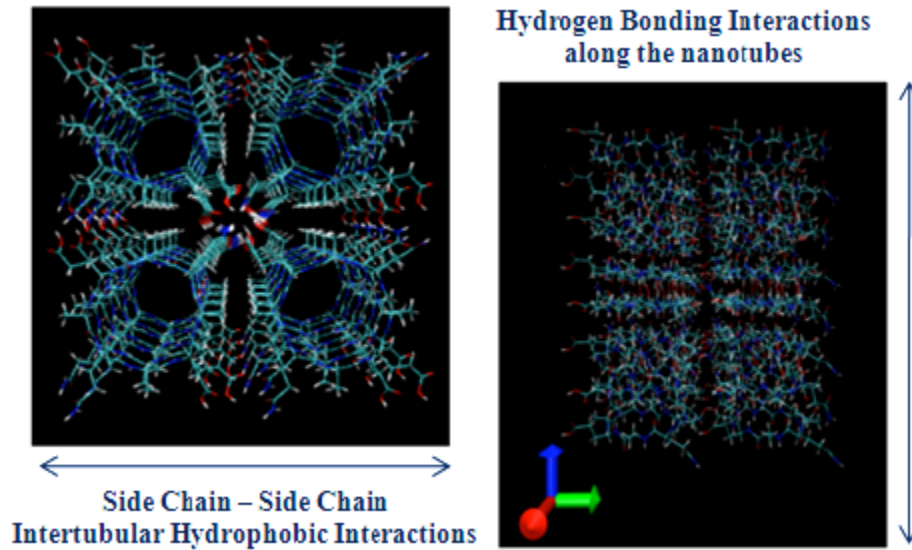 Hydrogen Bonding Interactions
along the nanotubes
Side Chain – Side Chain
Intertubular Hydrophobic Interactions